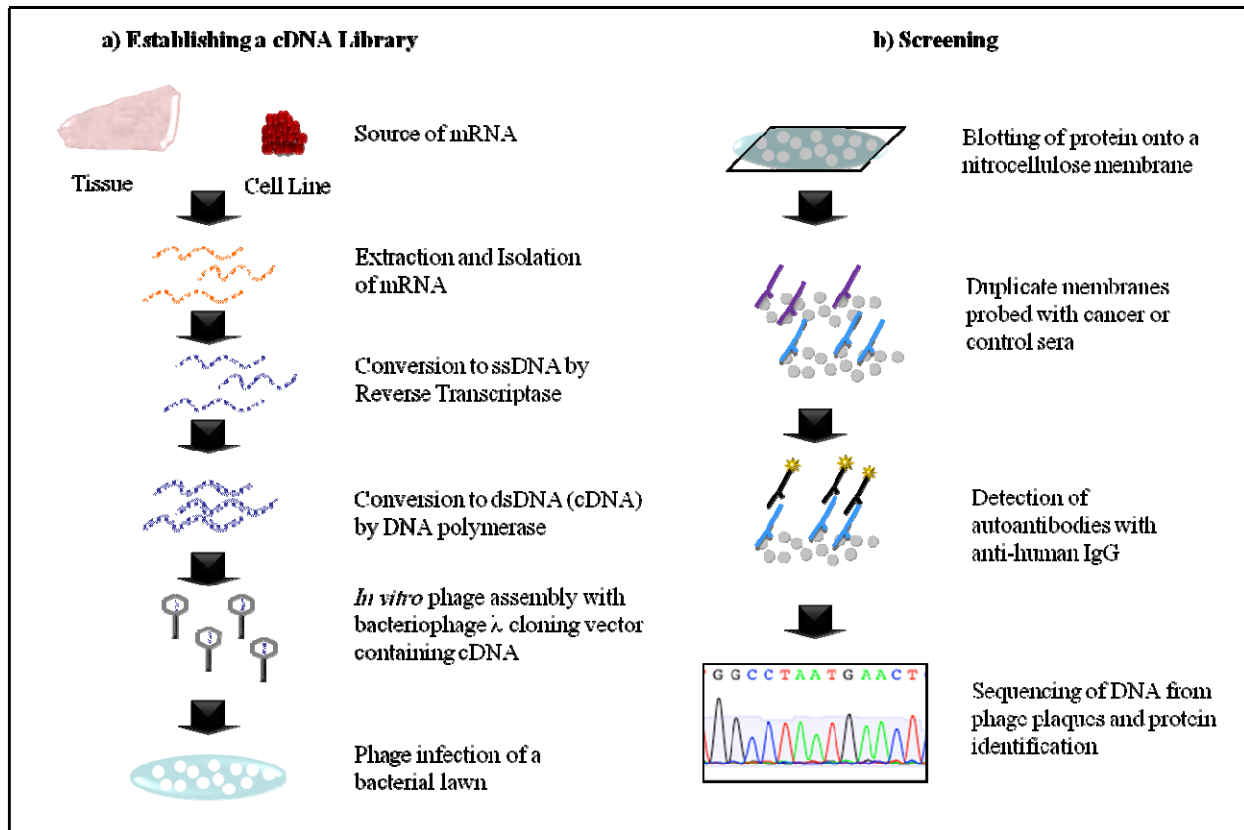 a) Establishing a cDNA Library
Tissue
Cell Line
Source of mRNA
Extraction and Isolation
of mRNA
Conversion to ssDNA by
Reverse Transcriptase
Conversion to dsDNA (cDNA)
by DNA polymerase
In vitro phage assembly with
bacteriophage λ cloning vector
containing cDNA
Phage infection of a
bacterial lawn
b) Screening
Blotting of protein onto a
nitrocellulose membrane
Duplicate membranes
probed with cancer or
control sera
Detection of
autoantibodies with
anti-human IgG
G G C C T A A T G A A C T
Sequencing of DNA from
phage plaques and protein
identification